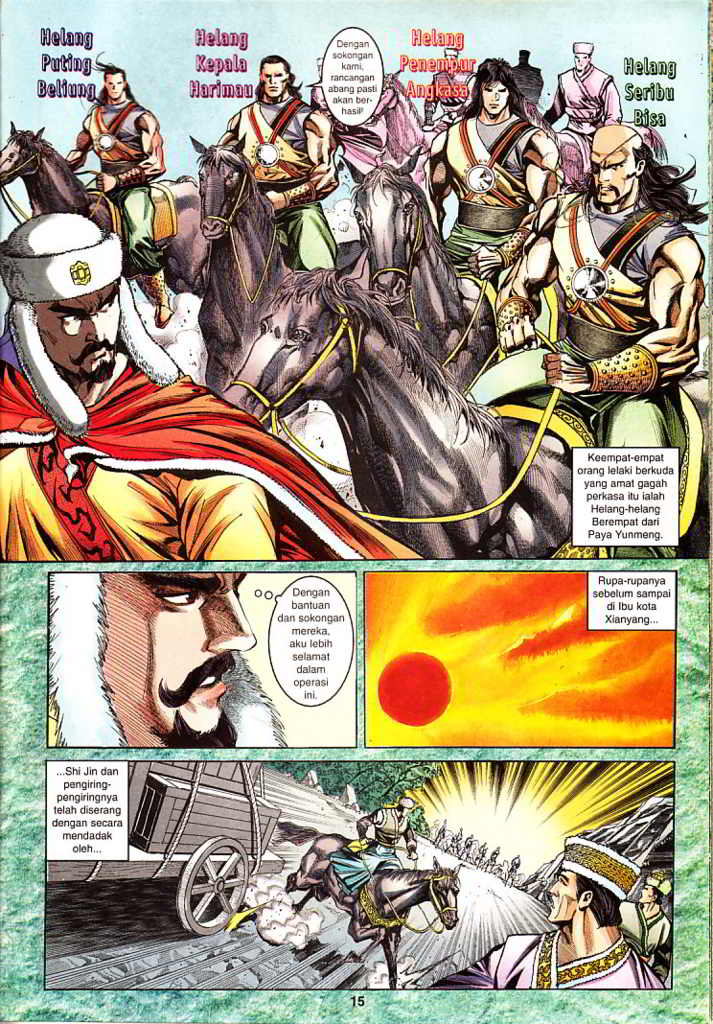 Helang
Puting
Beliung
Helang
Kepala
Harimau
Dengan
sokongan
kami,
rancangan
abang pasti
akan ber-
hasil!
Helang
Penempur
Angkasa
Helang
Seribu
Bisa
Keempat-empat
orang lelaki berkuda
yang amat gagah
perkasa itu ialah
Helang-helang
Berempat dari
Paya Yunmeng.
Dengan
bantuan
dan sokongan
mereka,
aku lebih
selamat
dalam
operasi
ini.
Rupa-rupanya
sebelum sampai
di Ibu kota
Xianyang...
...Shi Jin dan
pengiring-
pengiringnya
telah diserang
dengan secara
mendadak
oleh...
15